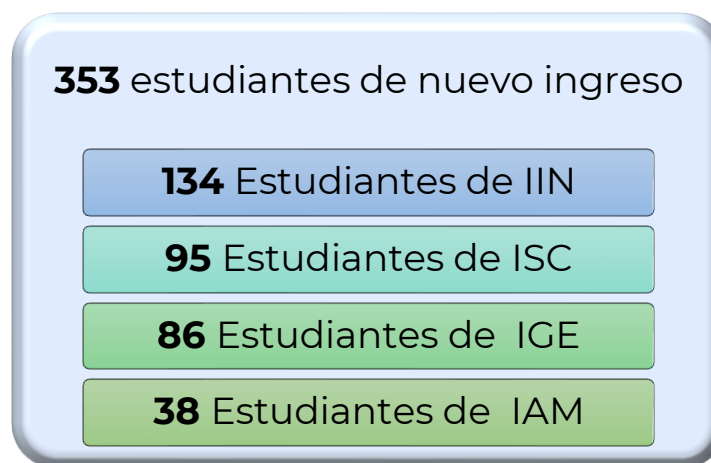 353 estudiantes de nuevo ingreso
134 Estudiantes de IIN
95 Estudiantes de ISC
86 Estudiantes de IGE
38 Estudiantes de IAM